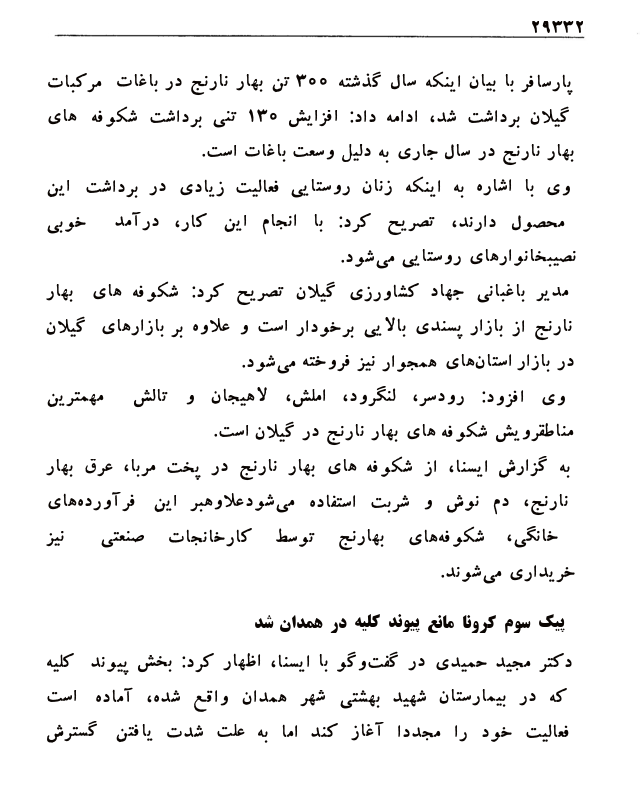 ۲۹۳۳۲
پارسافر با بیان اینکه سال گذشته ۳۰۰ تن بهار نارنج در باغات مرکبات
گیلان برداشت شد، ادامه داد: افزایش ۱۳۰ تنی برداشت شکوفه های
بهار نارنج در سال جاری به دلیل وسعت باغات است.
وی با اشاره به اینکه زنان روستایی فعالیت زیادی در برداشت این
محصول دارند، تصریح کرد: با انجام این کار، درآمد خوبی
نصیبخانوارهای روستایی می‌شود.
مدیر باغبانی جهاد کشاورزی گیلان تصریح کرد: شکوفه های بهار
نارنج از بازار پسندی بالایی برخودار است و علاوه بر بازارهای گیلان
در بازار استان‌های همجوار نیز فروخته می‌شود.
وی افزود: رودسر، لنگرود، املش، لاهیجان و تالش مهمترین
مناطقرویش شکوفه های بهار نارنج در گیلان است.
به گزارش ایسنا، از شکوفه های بهار نارنج در پخت مربا، عرق بهار
نارنج، دم نوش و شربت استفاده می‌شودعلاوهبر این فرآورده‌های
خانگی، شکوفه‌های بهارنج توسط کارخانجات صنعتی نیز
خریداری می‌شوند.
پیک سوم کرونا مانع پیوند کلیه در همدان شد
دکتر مجید حمیدی در گفت‌وگو با ایسنا، اظهار کرد: بخش پیوند کلیه
که در بیمارستان شهید بهشتی شهر همدان واقع شده، آماده است
فعالیت خود را مجددا آغاز کند اما به علت شدت یافتن گسترش